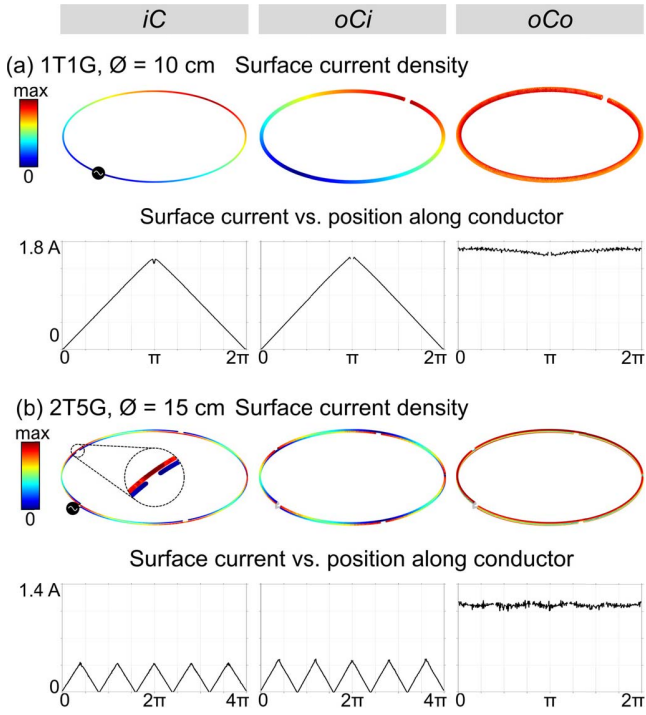 iC oCi oCo
(a) 1T1G, Ø = 10 cm Surface current density
max
0
Surface current vs. position along conductor
1.8 A
0
0 π 2π 0 π 2π 0 π 2π
(b) 2T5G, Ø = 15 cm Surface current density
max
0
Surface current vs. position along conductor
1.4 A
0
0 2π 4π 0 2π 4π 0 π 2π